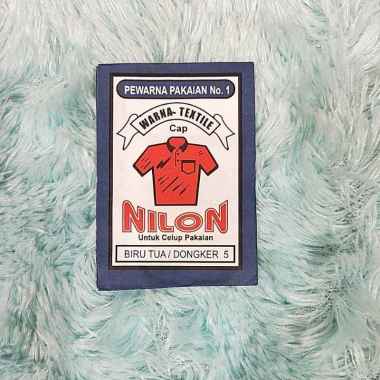 PEWARNA PAKAIAN No. 1
WARNA-TEXTILE
Cap
NILON
Untuk Celup Pakaian
BIRU TUA / DONGKER 5